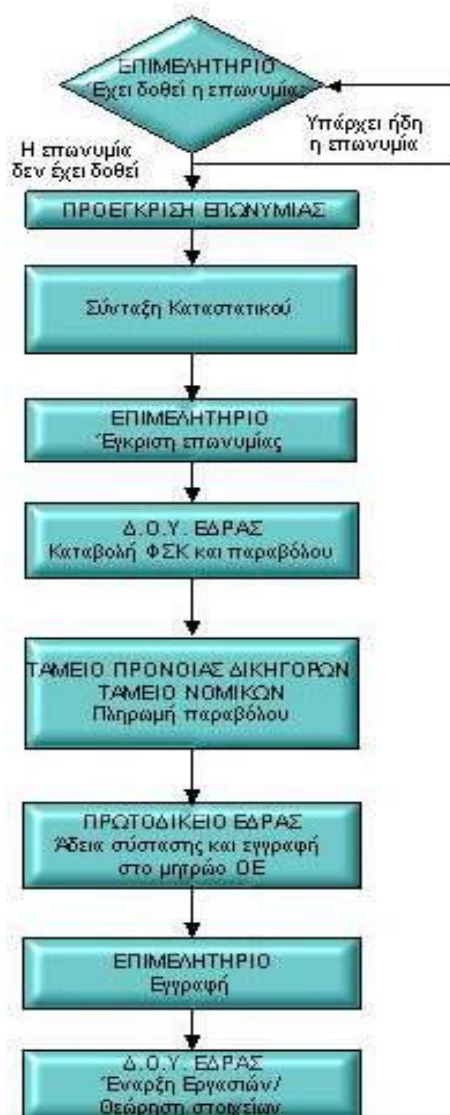 ΕΠΙΜΕΛΗΤΗΡΙΟ
Έχει δοθεί η επωνυμία;
Υπάρχει ήδη
η επωνυμία
Η επωνυμία
δεν έχει δοθεί
ΠΡΟΕΓΚΡΙΣΗ ΕΠΩΝΥΜΙΑΣ
Σύνταξη Καταστατικού
ΕΠΙΜΕΛΗΤΗΡΙΟ
Έγκριση επωνυμίας
Δ.Ο.Υ. ΕΔΡΑΣ
Καταβολή ΦΣΚ και παραβόλου
ΤΑΜΕΙΟ ΠΡΟΝΟΙΑΣ ΔΙΚΗΓΟΡΩΝ
ΤΑΜΕΙΟ ΝΟΜΙΚΩΝ
Πληρωμή παραβόλου
ΠΡΩΤΟΔΙΚΕΙΟ ΕΔΡΑΣ
Άδεια σύστασης και εγγραφή
στο μητρώο ΟΕ
ΕΠΙΜΕΛΗΤΗΡΙΟ
Εγγραφή
Δ.Ο.Υ. ΕΔΡΑΣ
Έναρξη Εργασιών/
Θεώρηση στοιχείων